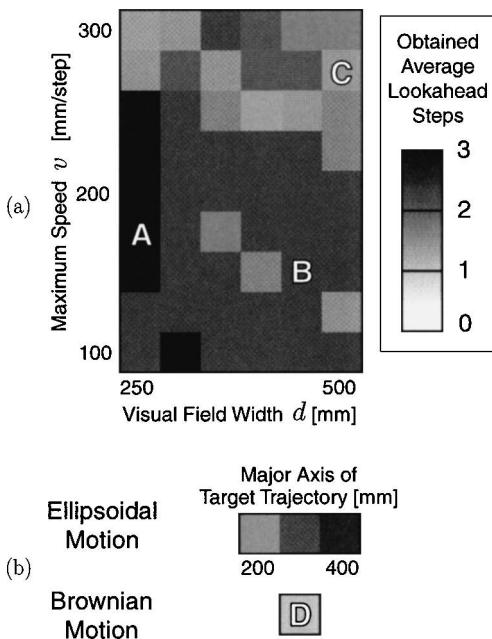 (a)
Maximum Speed v [mm/step]
300
200
100
A
B
C
250 500
Visual Field Width d [mm]
Obtained
Average
Lookahead
Steps
3
2
1
0
(b)
Ellipsoidal
Motion
Major Axis of
Target Trajectory [mm]
200 400
Brownian
Motion
D